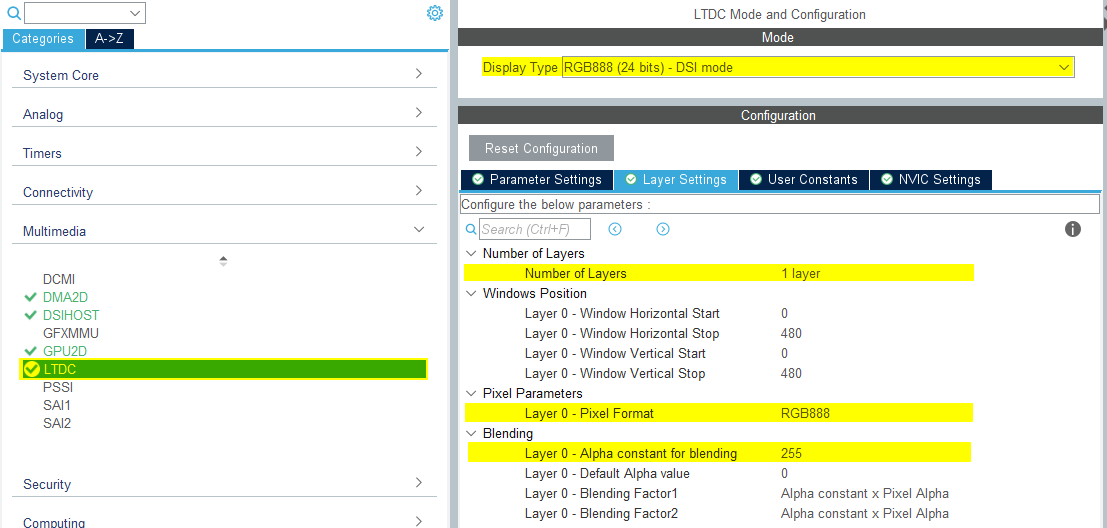 Categories
A->Z
System Core
Analog
Timers
Connectivity
Multimedia
DCMI
DMA2D
DSIHOST
GFXMMU
GPU2D
LTDC
PSSI
SAI1
SAI2
Security
Computing
LTDC Mode and Configuration
Mode
Display Type RGB888 (24 bits) - DSI mode
Configuration
Reset Configuration
Parameter Settings Layer Settings User Constants NVIC Settings
Configure the below parameters :
Search (Ctrl+F)
Number of Layers
Number of Layers 1 layer
Windows Position
Layer 0 - Window Horizontal Start 0
Layer 0 - Window Horizontal Stop 480
Layer 0 - Window Vertical Start 0
Layer 0 - Window Vertical Stop 480
Pixel Parameters
Layer 0 - Pixel Format RGB888
Blending
Layer 0 - Alpha constant for blending 255
Layer 0 - Default Alpha value 0
Layer 0 - Blending Factor1 Alpha constant x Pixel Alpha
Layer 0 - Blending Factor2 Alpha constant x Pixel Alpha